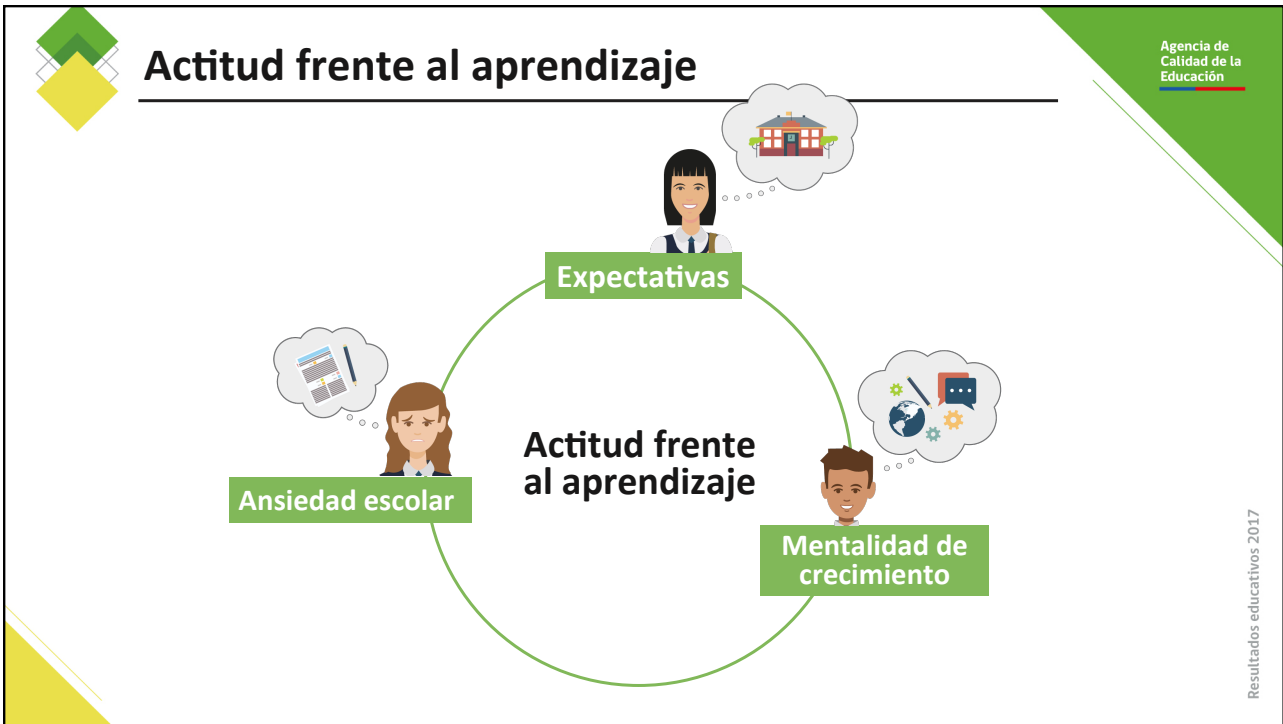 Actitud frente al aprendizaje
Agencia de
Calidad de la
Educación
Expectativas
Actitud frente
al aprendizaje
Ansiedad escolar
Mentalidad de
crecimiento
Resultados educativos 2017